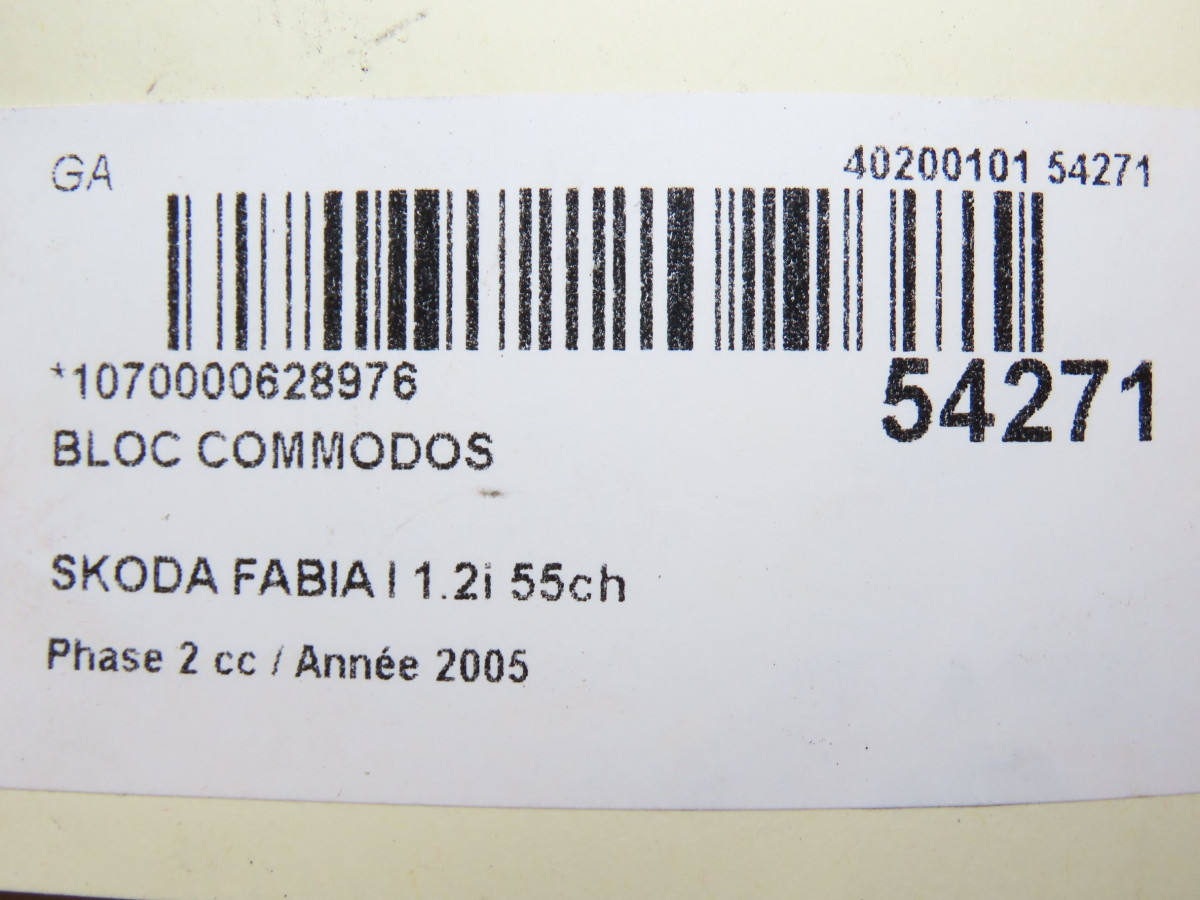 GA
40200101 54271
*1070000628976
54271
BLOC COMMODOS
SKODA FABIA I 1.2i 55ch
Phase 2 cc / Année 2005